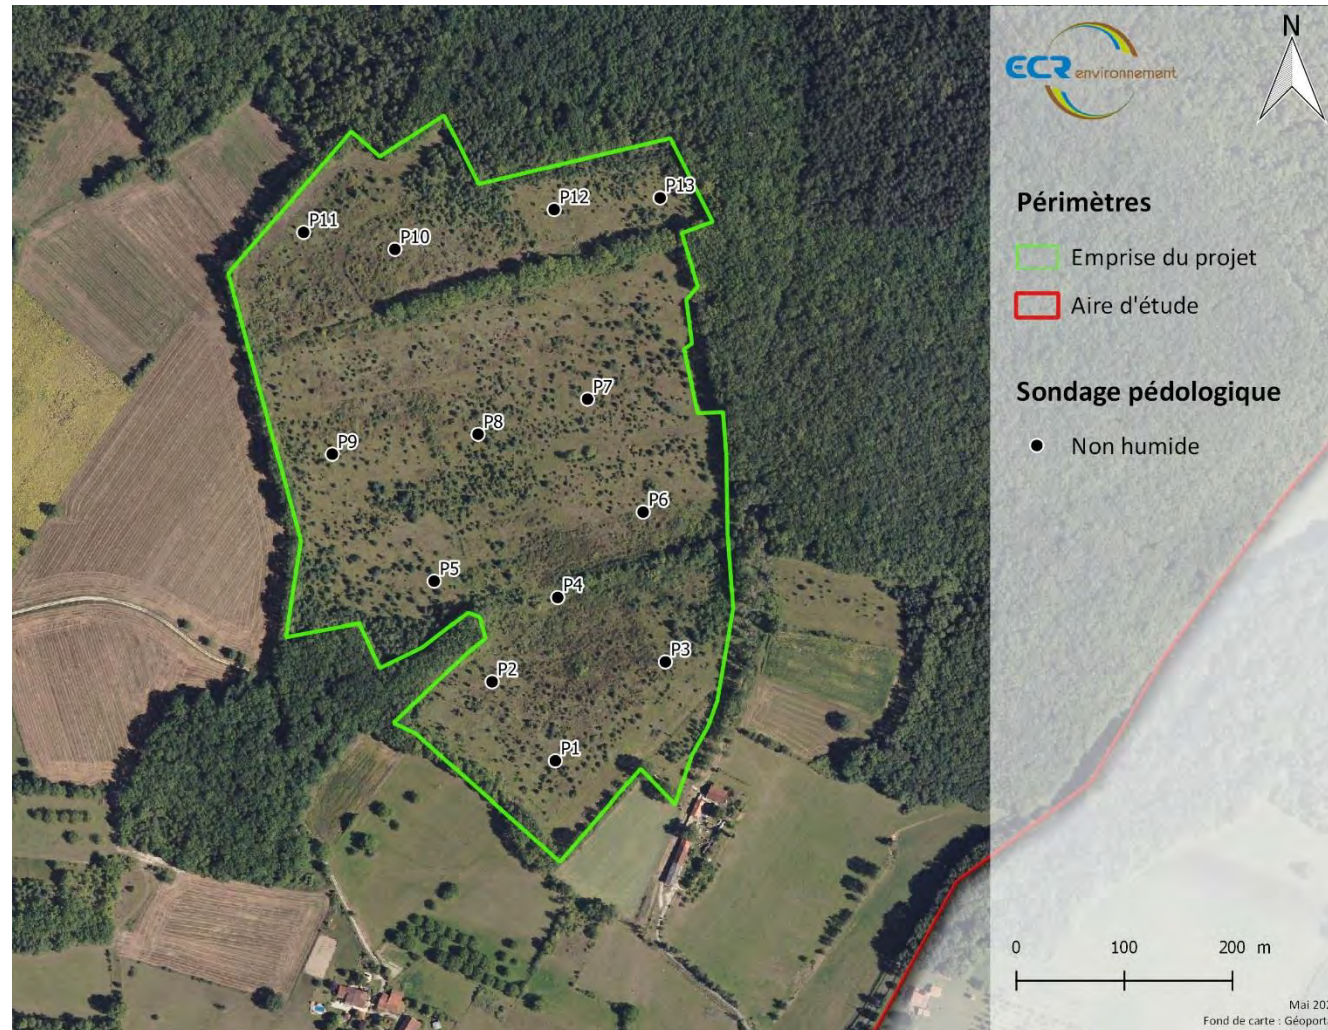 ECR environnement
N
Périmètres
Emprise du projet
Aire d'étude
Sondage pédologique
Non humide
P13
P12
P11
P10
P7
P8
P9
P6
P5
P4
P3
P2
P1
0 100 200 m
Mai
Fond de carte :